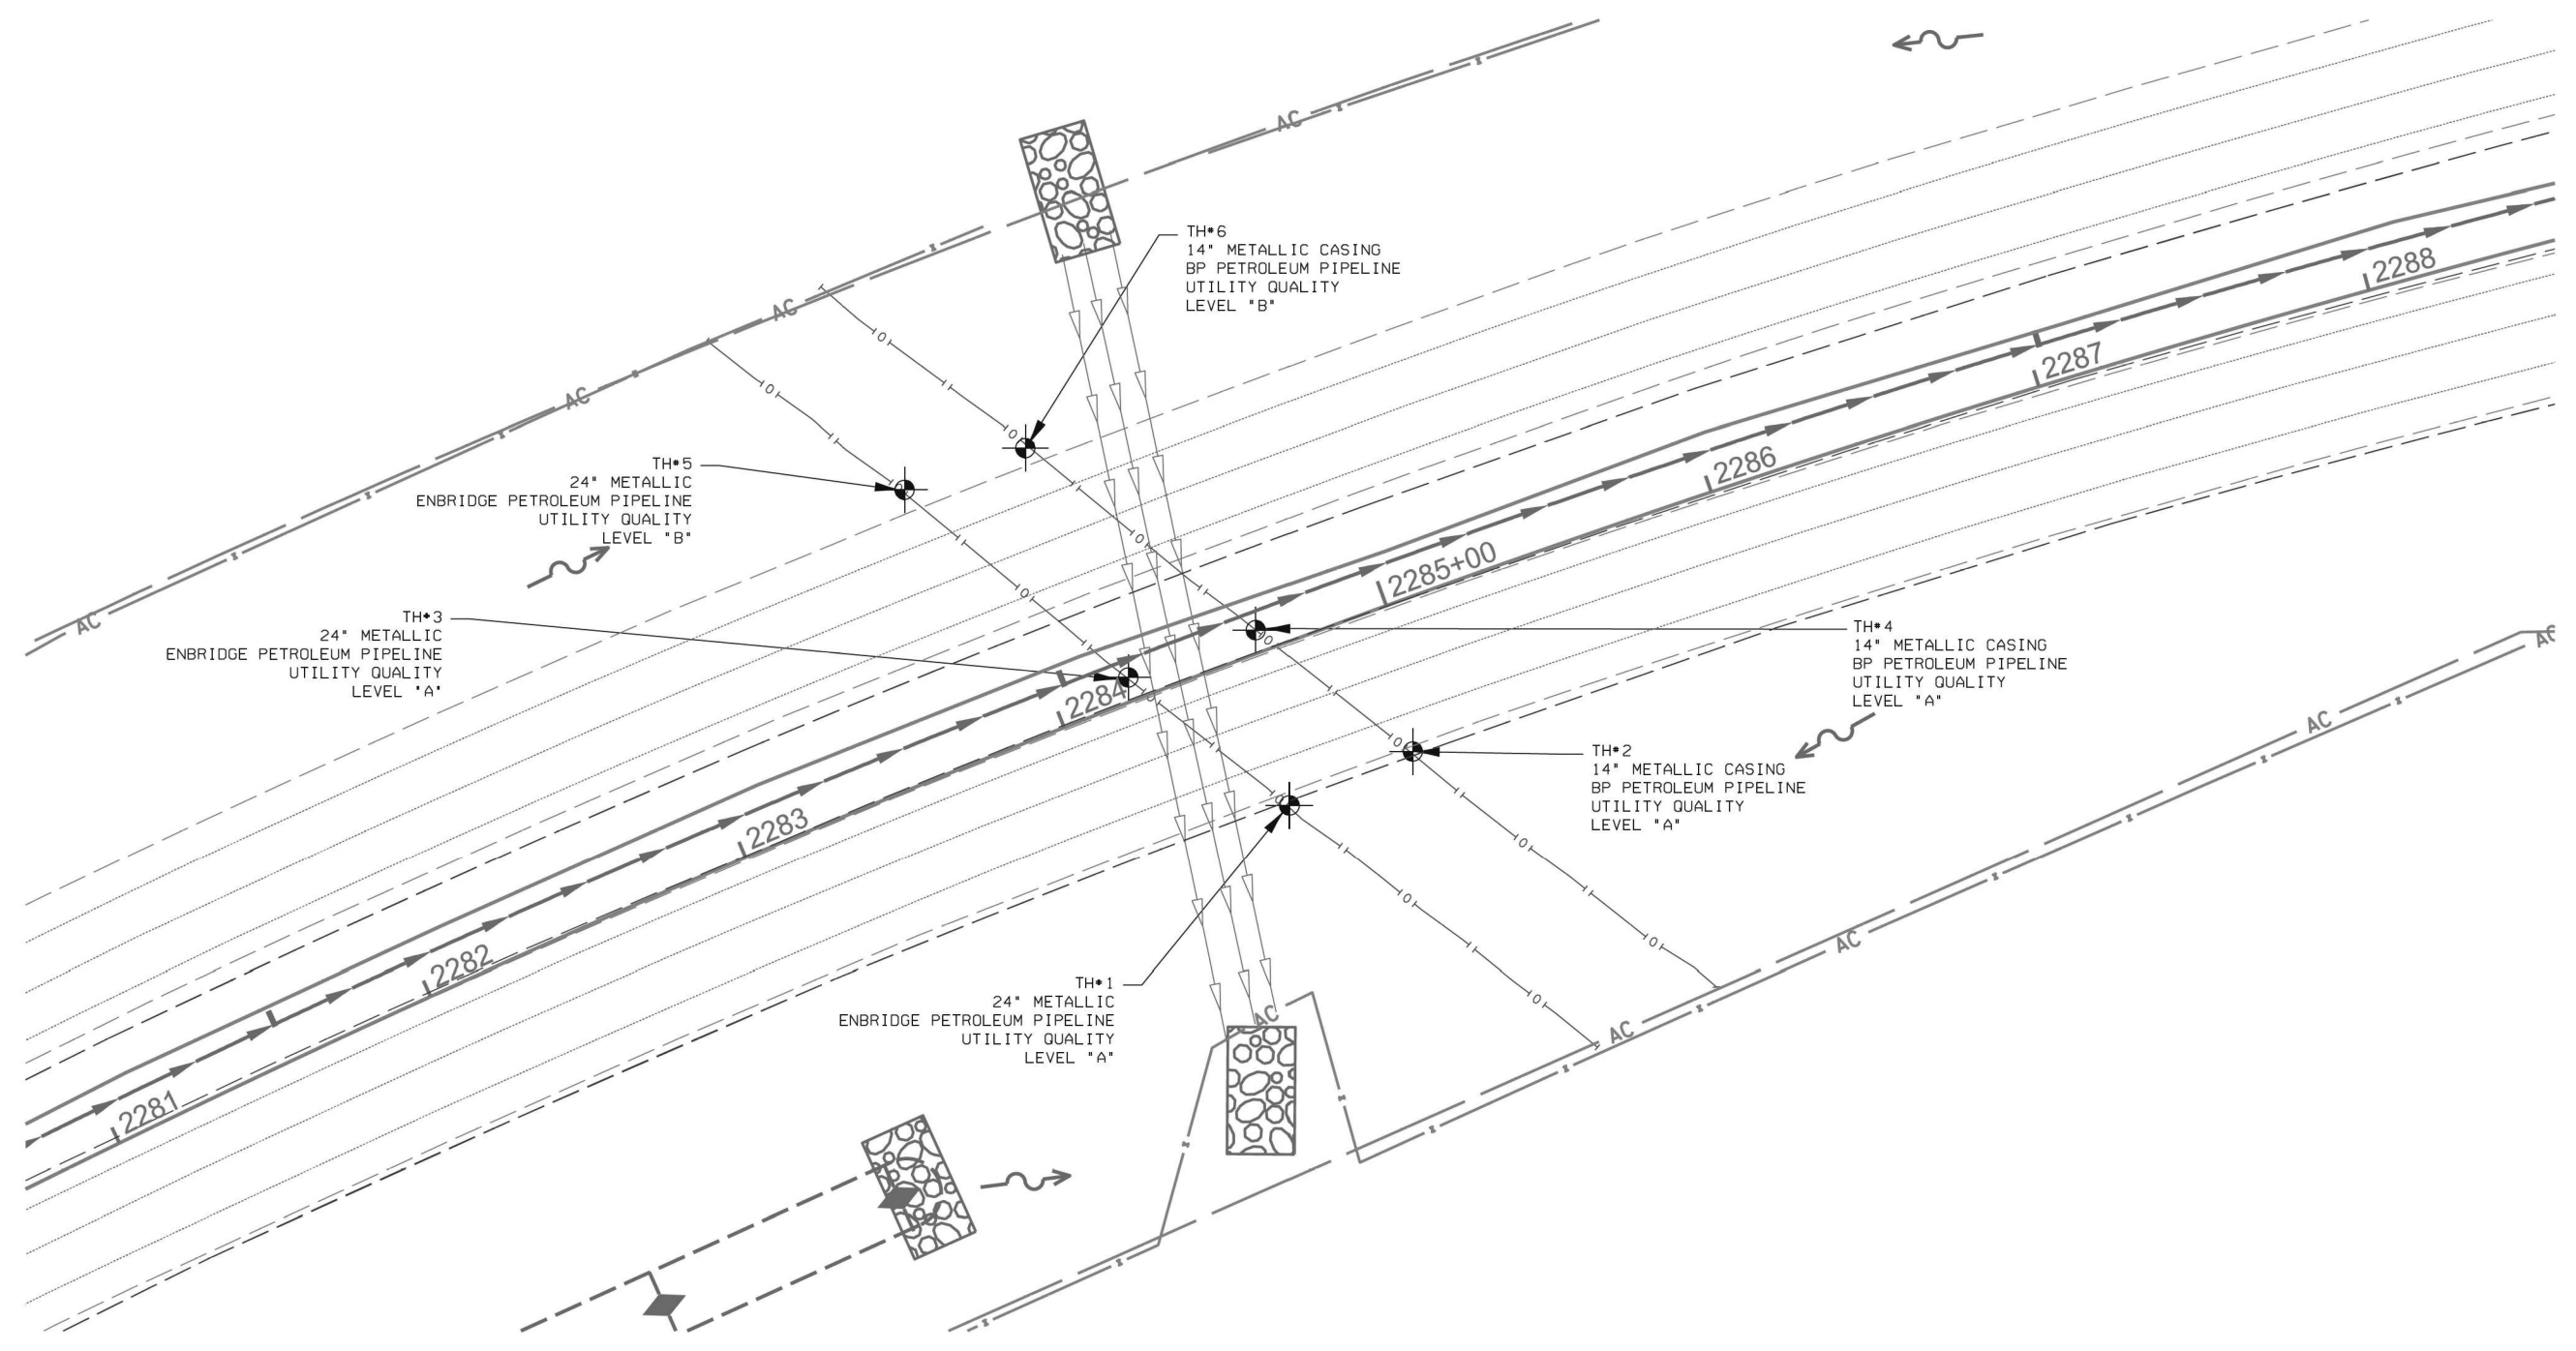 AC
TH#6
14" METALLIC CASING
BP PETROLEUM PIPELINE
UTILITY QUALITY
LEVEL "B"
2288
AC
2287
AC
TH#5
24" METALLIC
ENBRIDGE PETROLEUM PIPELINE
UTILITY QUALITY
LEVEL "B"
2286
2285+00
AC
TH#3
24" METALLIC
ENBRIDGE PETROLEUM PIPELINE
UTILITY QUALITY
LEVEL "A"
TH#4
14" METALLIC CASING
BP PETROLEUM PIPELINE
UTILITY QUALITY
LEVEL "A"
AC
2284
AC
TH#2
14" METALLIC CASING
BP PETROLEUM PIPELINE
UTILITY QUALITY
LEVEL "A"
2283
AC
2282
TH#1
24" METALLIC
ENBRIDGE PETROLEUM PIPELINE
UTILITY QUALITY
LEVEL "A"
AC
AC
2281